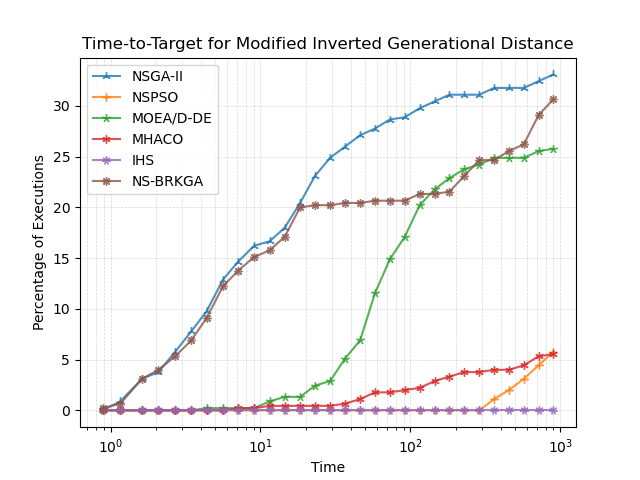 Time-to-Target for Modified Inverted Generational Distance
NSGA-II
NSPSO
MOEA/D-DE
MHACO
IHS
NS-BRKGA
Percentage of Executions
30
25
20
15
10
5
0
10⁰
10¹
10²
10³
Time